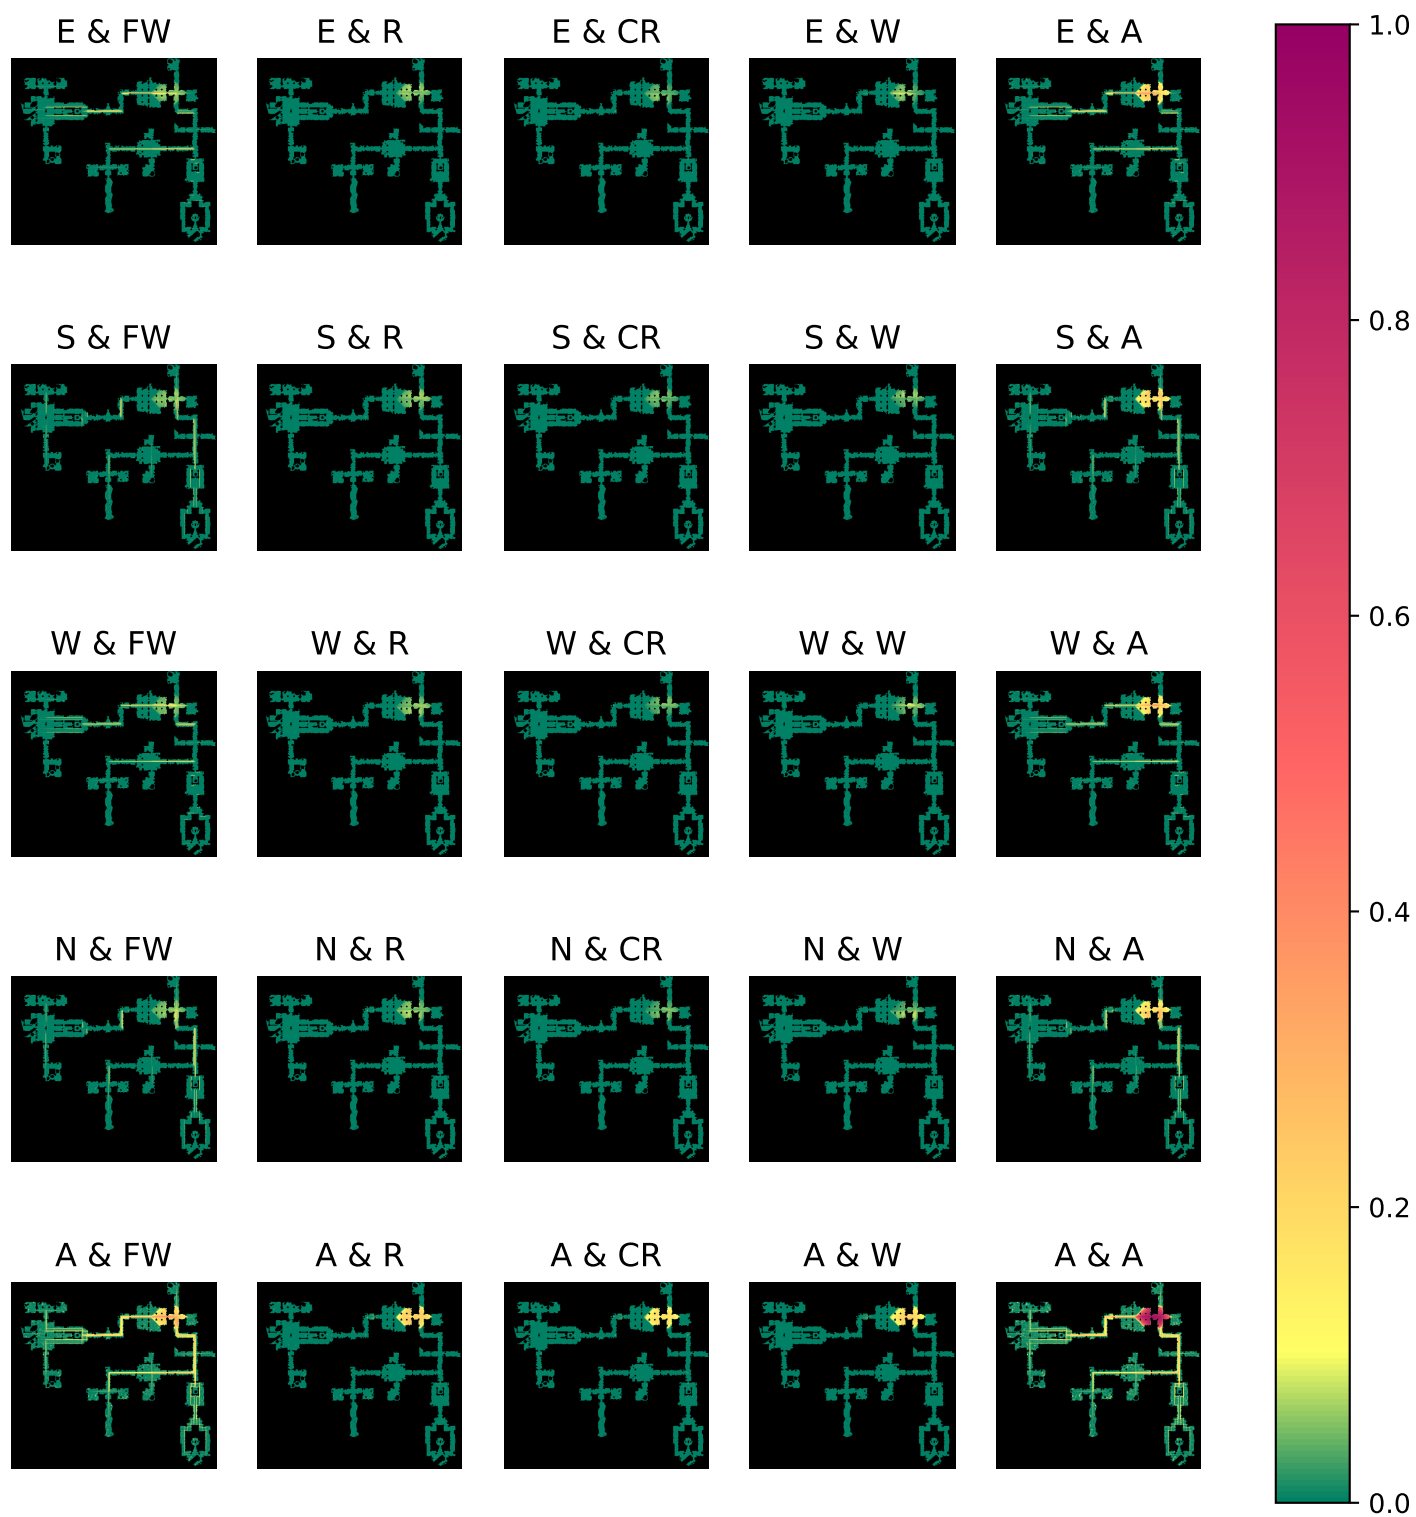 E & FW E & R E & CR E & W E & A
S & FW S & R S & CR S & W S & A
W & FW W & R W & CR W & W W & A
N & FW N & R N & CR N & W N & A
A & FW A & R A & CR A & W A & A
1.0
0.8
0.6
0.4
0.2
0.0